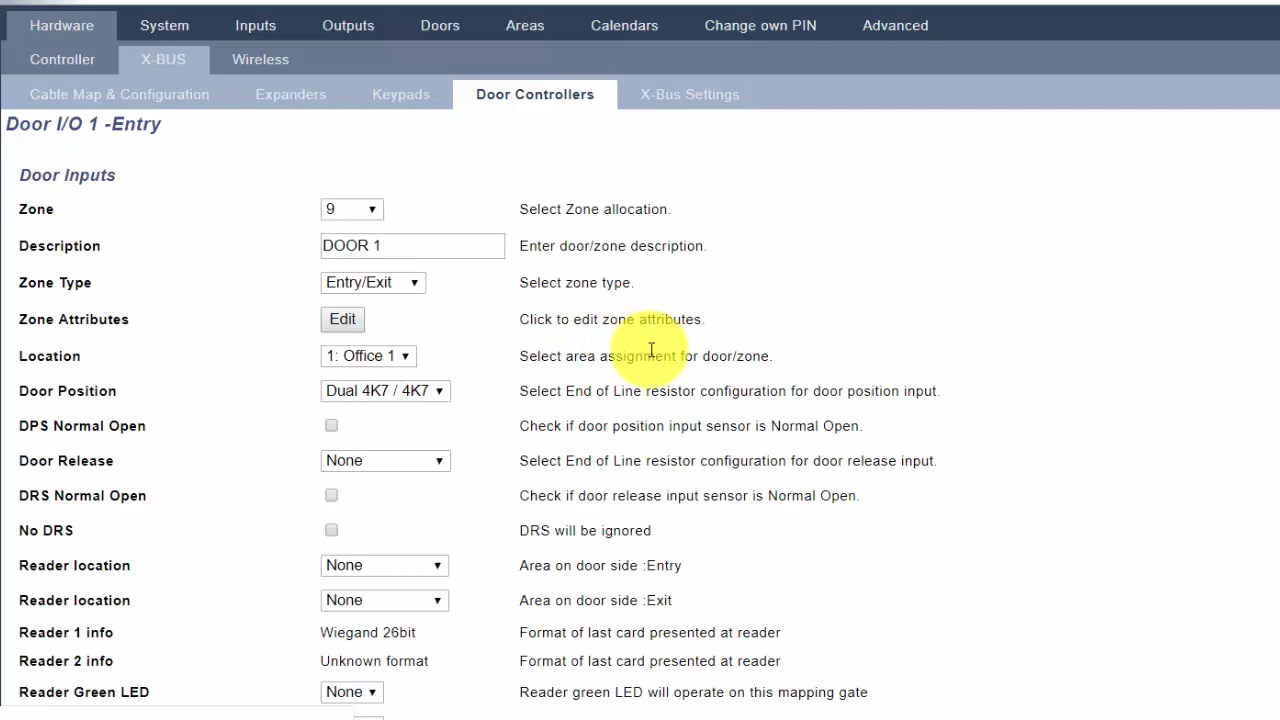 Hardware System Inputs Outputs Doors Areas Calendars Change own PIN Advanced
Controller X-BUS Wireless
Cable Map & Configuration Expanders Keypads Door Controllers X-Bus Settings
Door I/O 1 -Entry
Door Inputs
Zone 9 Select Zone allocation.
Description DOOR 1 Enter door/zone description.
Zone Type Entry/Exit Select zone type.
Zone Attributes Edit Click to edit zone attributes.
Location 1: Office 1 Select area assignment for door/zone.
Door Position Dual 4K7 / 4K7 Select End of Line resistor configuration for door position input.
DPS Normal Open Check if door position input sensor is Normal Open.
Door Release None Select End of Line resistor configuration for door release input.
DRS Normal Open Check if door release input sensor is Normal Open.
No DRS DRS will be ignored
Reader location None Area on door side :Entry
Reader location None Area on door side :Exit
Reader 1 info Wiegand 26bit Format of last card presented at reader
Reader 2 info Unknown format Format of last card presented at reader
Reader Green LED None Reader green LED will operate on this mapping gate